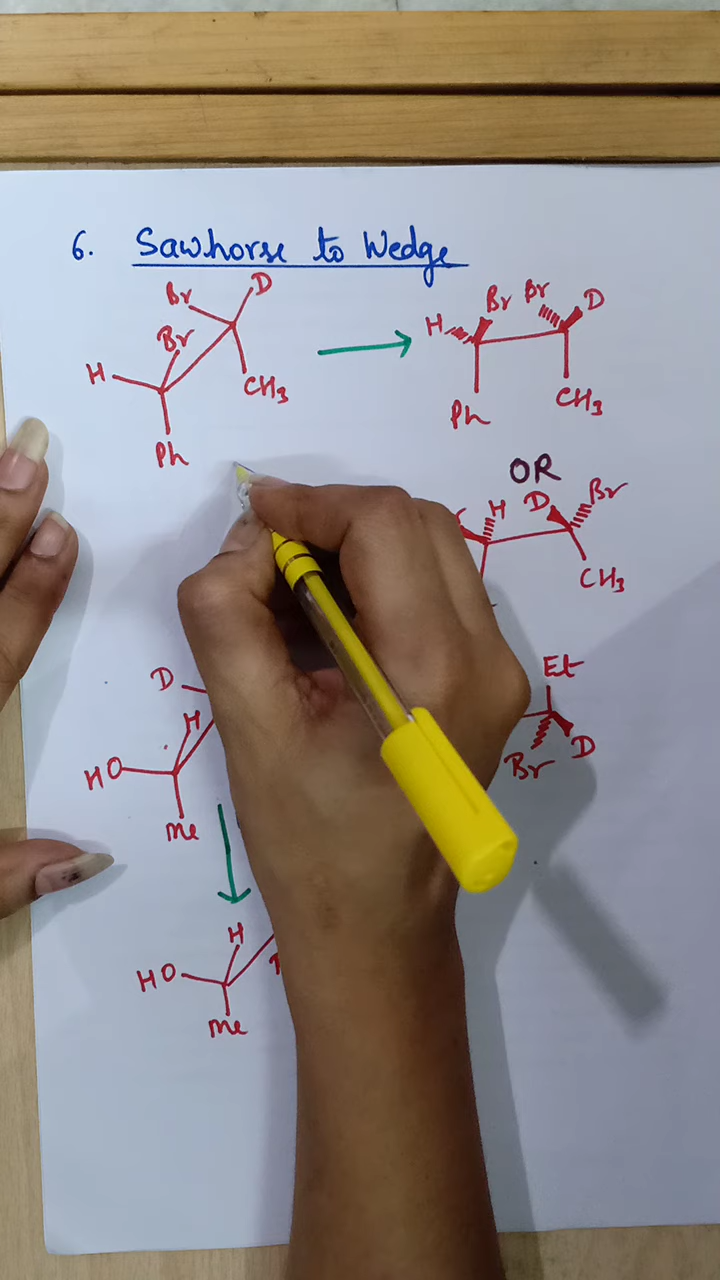 6. Sawhorse to Wedge
Br D
Br
H
CH3
Ph
H Br Br D
Ph CH3
OR
H D Br
CH3
D
H
HO
Me
Et
Br D
H
HO
Me